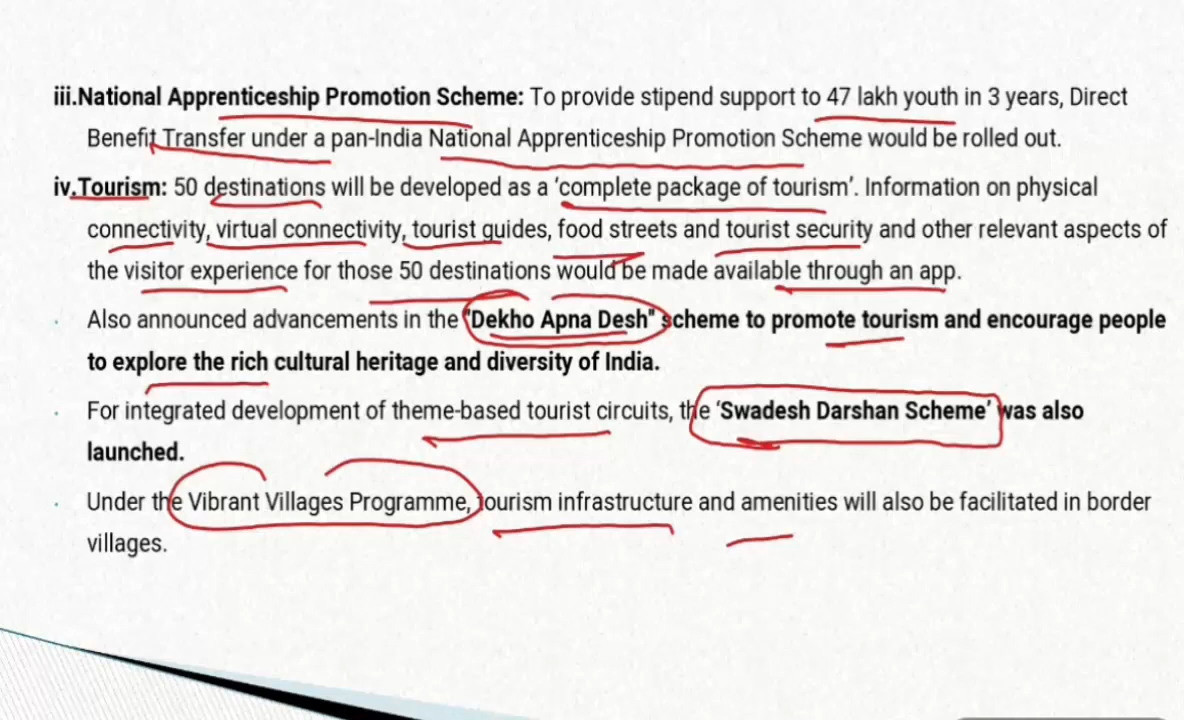 iii.National Apprenticeship Promotion Scheme: To provide stipend support to 47 lakh youth in 3 years, Direct
Benefit Transfer under a pan-India National Apprenticeship Promotion Scheme would be rolled out.
iv.Tourism: 50 destinations will be developed as a ‘complete package of tourism’. Information on physical
connectivity, virtual connectivity, tourist guides, food streets and tourist security and other relevant aspects of
the visitor experience for those 50 destinations would be made available through an app.
Also announced advancements in the "Dekho Apna Desh" scheme to promote tourism and encourage people
to explore the rich cultural heritage and diversity of India.
For integrated development of theme-based tourist circuits, the ‘Swadesh Darshan Scheme’ was also
launched.
Under the Vibrant Villages Programme, tourism infrastructure and amenities will also be facilitated in border
villages.